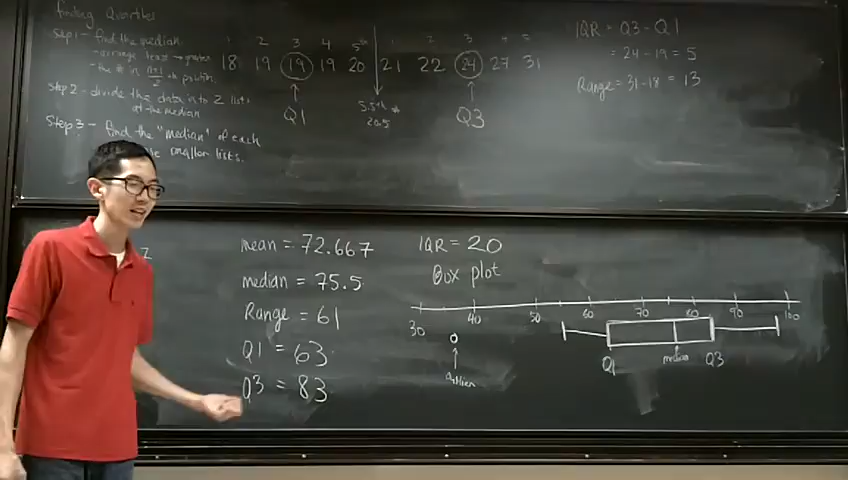 finding Quartiles
Step 1 - find the median.
- arrange least → greatest
- the # in n+1/2 th position.
Step 2 - divide the data into 2 lists
at the median
Step 3 - find the "median" of each
smaller lists.
1 2 3 4 5th 1 2 3 4 5
18 19 19 19 20 21 22 24 27 31
Q1
5.5th
20.5
Q3
IQR = Q3 - Q1
= 24 - 19 = 5
Range = 31 - 18 = 13
mean = 72.667
median = 75.5
Range = 61
Q1 = 63
Q3 = 83
IQR = 20
Box plot
30 40 50 60 70 80 90 100
outlier
Q1 median Q3